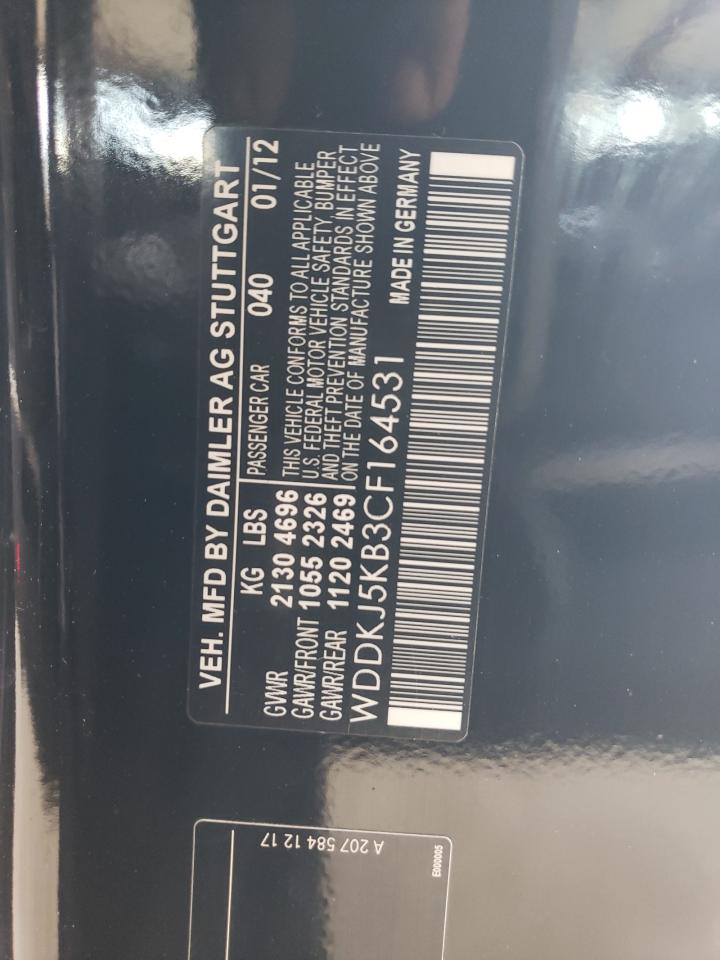 VEH. MFD BY DAIMLER AG STUTTGART
KG LBS
GVWR 2130 4696
GAWR/FRONT 1055 2326
GAWR/REAR 1120 2469
PASSENGER CAR 040 01/12
THIS VEHICLE CONFORMS TO ALL APPLICABLE
U.S. FEDERAL MOTOR VEHICLE SAFETY, BUMPER
AND THEFT PREVENTION STANDARDS IN EFFECT
ON THE DATE OF MANUFACTURE SHOWN ABOVE
WDDKJ5KB3CF164531 MADE IN GERMANY
A 207 584 12 17
E000005